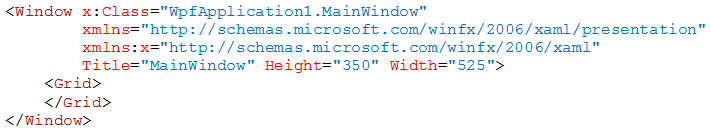 <Window x:Class="WpfApplication1.MainWindow"
xmlns="http://schemas.microsoft.com/winfx/2006/xaml/presentation"
xmlns:x="http://schemas.microsoft.com/winfx/2006/xaml"
Title="MainWindow" Height="350" Width="525">
<Grid>
</Grid>
</Window>